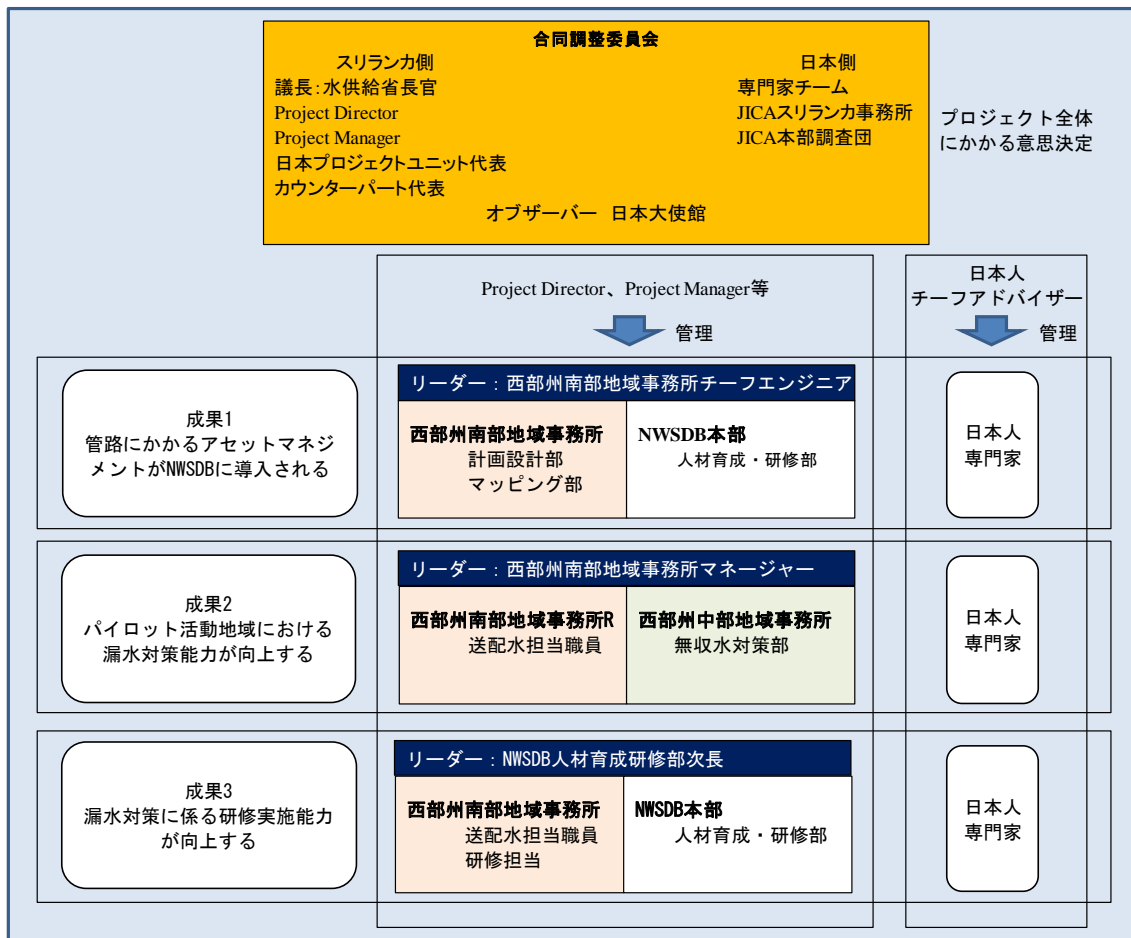 合同調整委員会
スリランカ側
議長：水供給省長官
Project Director
Project Manager
日本プロジェクトユニット代表
カウンターパート代表
日本側
専門家チーム
JICAスリランカ事務所
JICA本部調査団
オブザーバー 日本大使館
プロジェクト全体
にかかる意思決定
Project Director、Project Manager等
管理
日本人
チーフアドバイザー
管理
成果1
管路にかかるアセットマネジ
メントがNWSDBに導入される
リーダー：西部州南部地域事務所チーフエンジニア
西部州南部地域事務所
計画設計部
マッピング部
NWSDB本部
人材育成・研修部
日本人
専門家
成果2
パイロット活動地域における
漏水対策能力が向上する
リーダー：西部州南部地域事務所マネージャー
西部州南部地域事務所R
送配水担当職員
西部州中部地域事務所
無収水対策部
日本人
専門家
成果3
漏水対策に係る研修実施能力
が向上する
リーダー：NWSDB人材育成研修部次長
西部州南部地域事務所
送配水担当職員
研修担当
NWSDB本部
人材育成・研修部
日本人
専門家